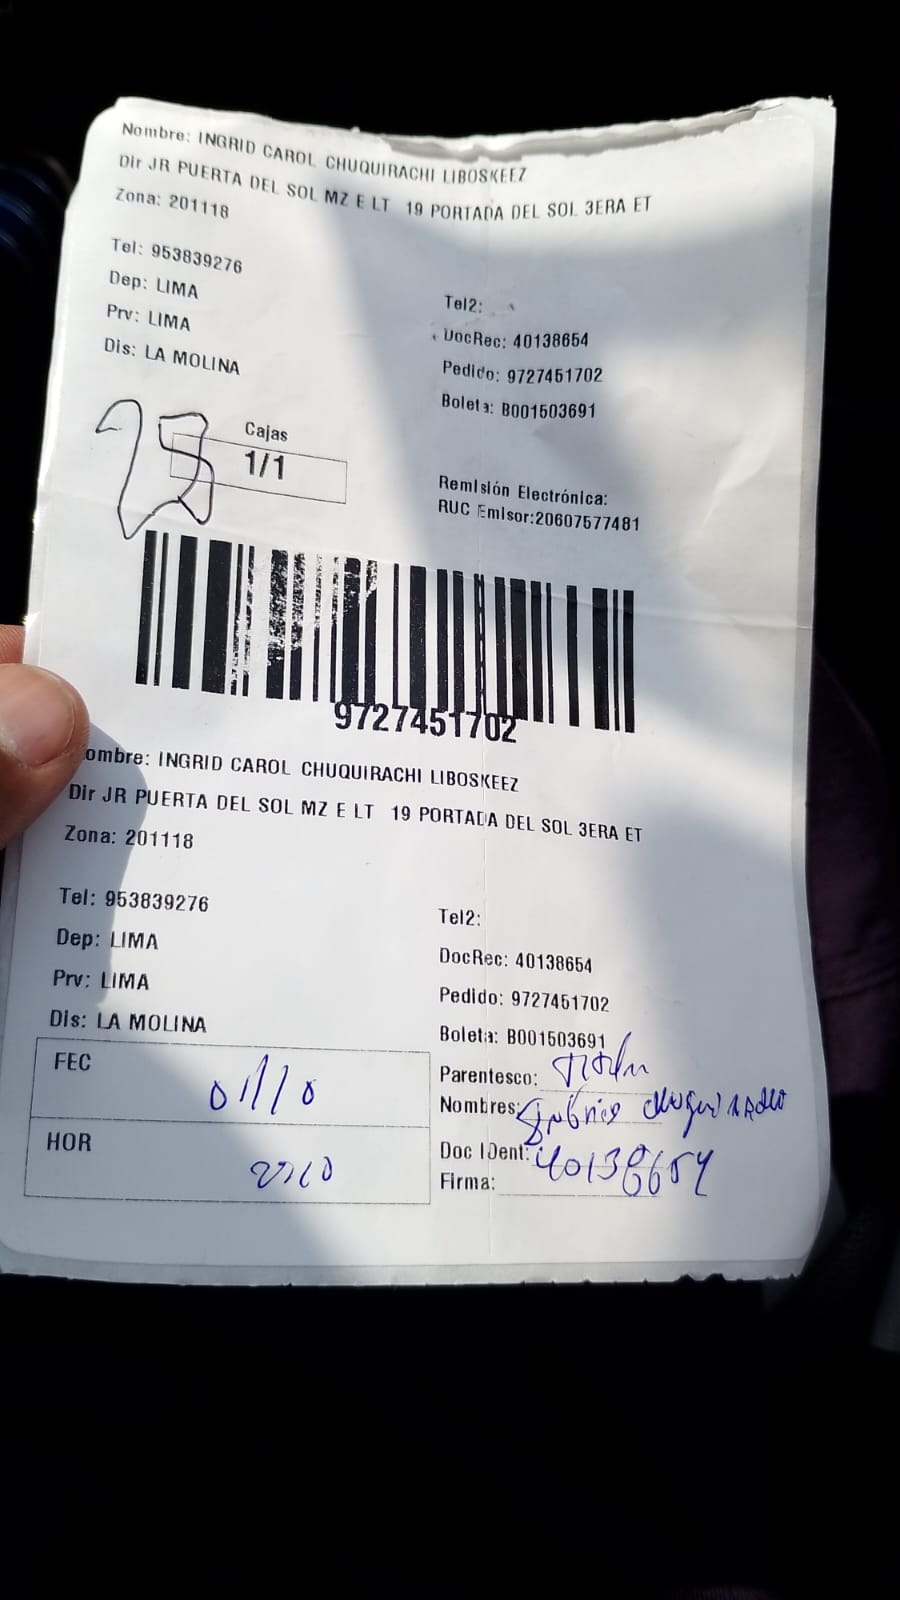 Nombre: INGRID CAROL CHUQUIRACHI LIBOSKEEZ
Dir JR PUERTA DEL SOL MZ E LT 19 PORTADA DEL SOL 3ERA ET
Zona: 201118
Tel: 953839276
Tel2:
Dep: LIMA
DocRec: 40138654
Prv: LIMA
Pedido: 9727451702
Dis: LA MOLINA
Boleta: B001503691
Cajas
1/1
Remisión Electrónica:
RUC Emisor:20607577481
9727451702
ombre: INGRID CAROL CHUQUIRACHI LIBOSKEEZ
Dir JR PUERTA DEL SOL MZ E LT 19 PORTADA DEL SOL 3ERA ET
Zona: 201118
Tel: 953839276
Tel2:
Dep: LIMA
DocRec: 40138654
Prv: LIMA
Pedido: 9727451702
Dis: LA MOLINA
Boleta: B001503691
FEC 01/10
Parentesco:
Nombres:
HOR
Doc IDent: 40138654
Firma: